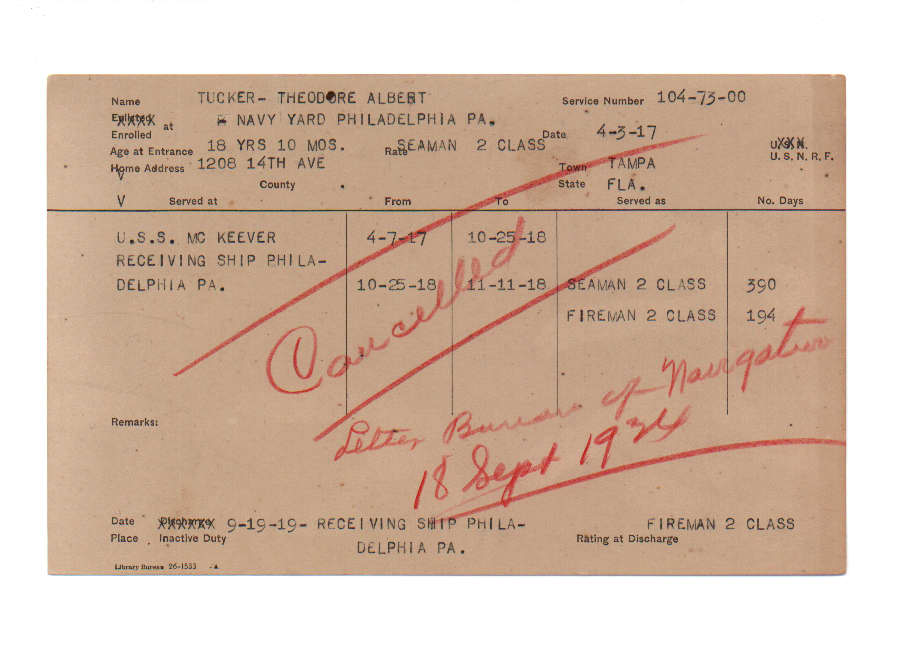 Name TUCKER- THEODORE ALBERT Service Number 104-73-00
Enlisted
Enrolled at NAVY YARD PHILADELPHIA PA. Date 4-3-17
Age at Entrance 18 YRS 10 MOS. Rate SEAMAN 2 CLASS U.S.N.
U. S. N. R. F.
Home Address 1208 14TH AVE Town TAMPA
V County State FLA.
V Served at From To Served as No. Days
U.S.S. MC KEEVER 4-7-17 10-25-18
RECEIVING SHIP PHILA-
DELPHIA PA. 10-25-18 11-11-18 SEAMAN 2 CLASS 390
FIREMAN 2 CLASS 194
Cancelled
Letter Bureau of Navigation
18 Sept 1934
Remarks:
Date Discharge 9-19-19- RECEIVING SHIP PHILA- FIREMAN 2 CLASS
Place Inactive Duty DELPHIA PA. Rating at Discharge
Library Bureau 26-1533